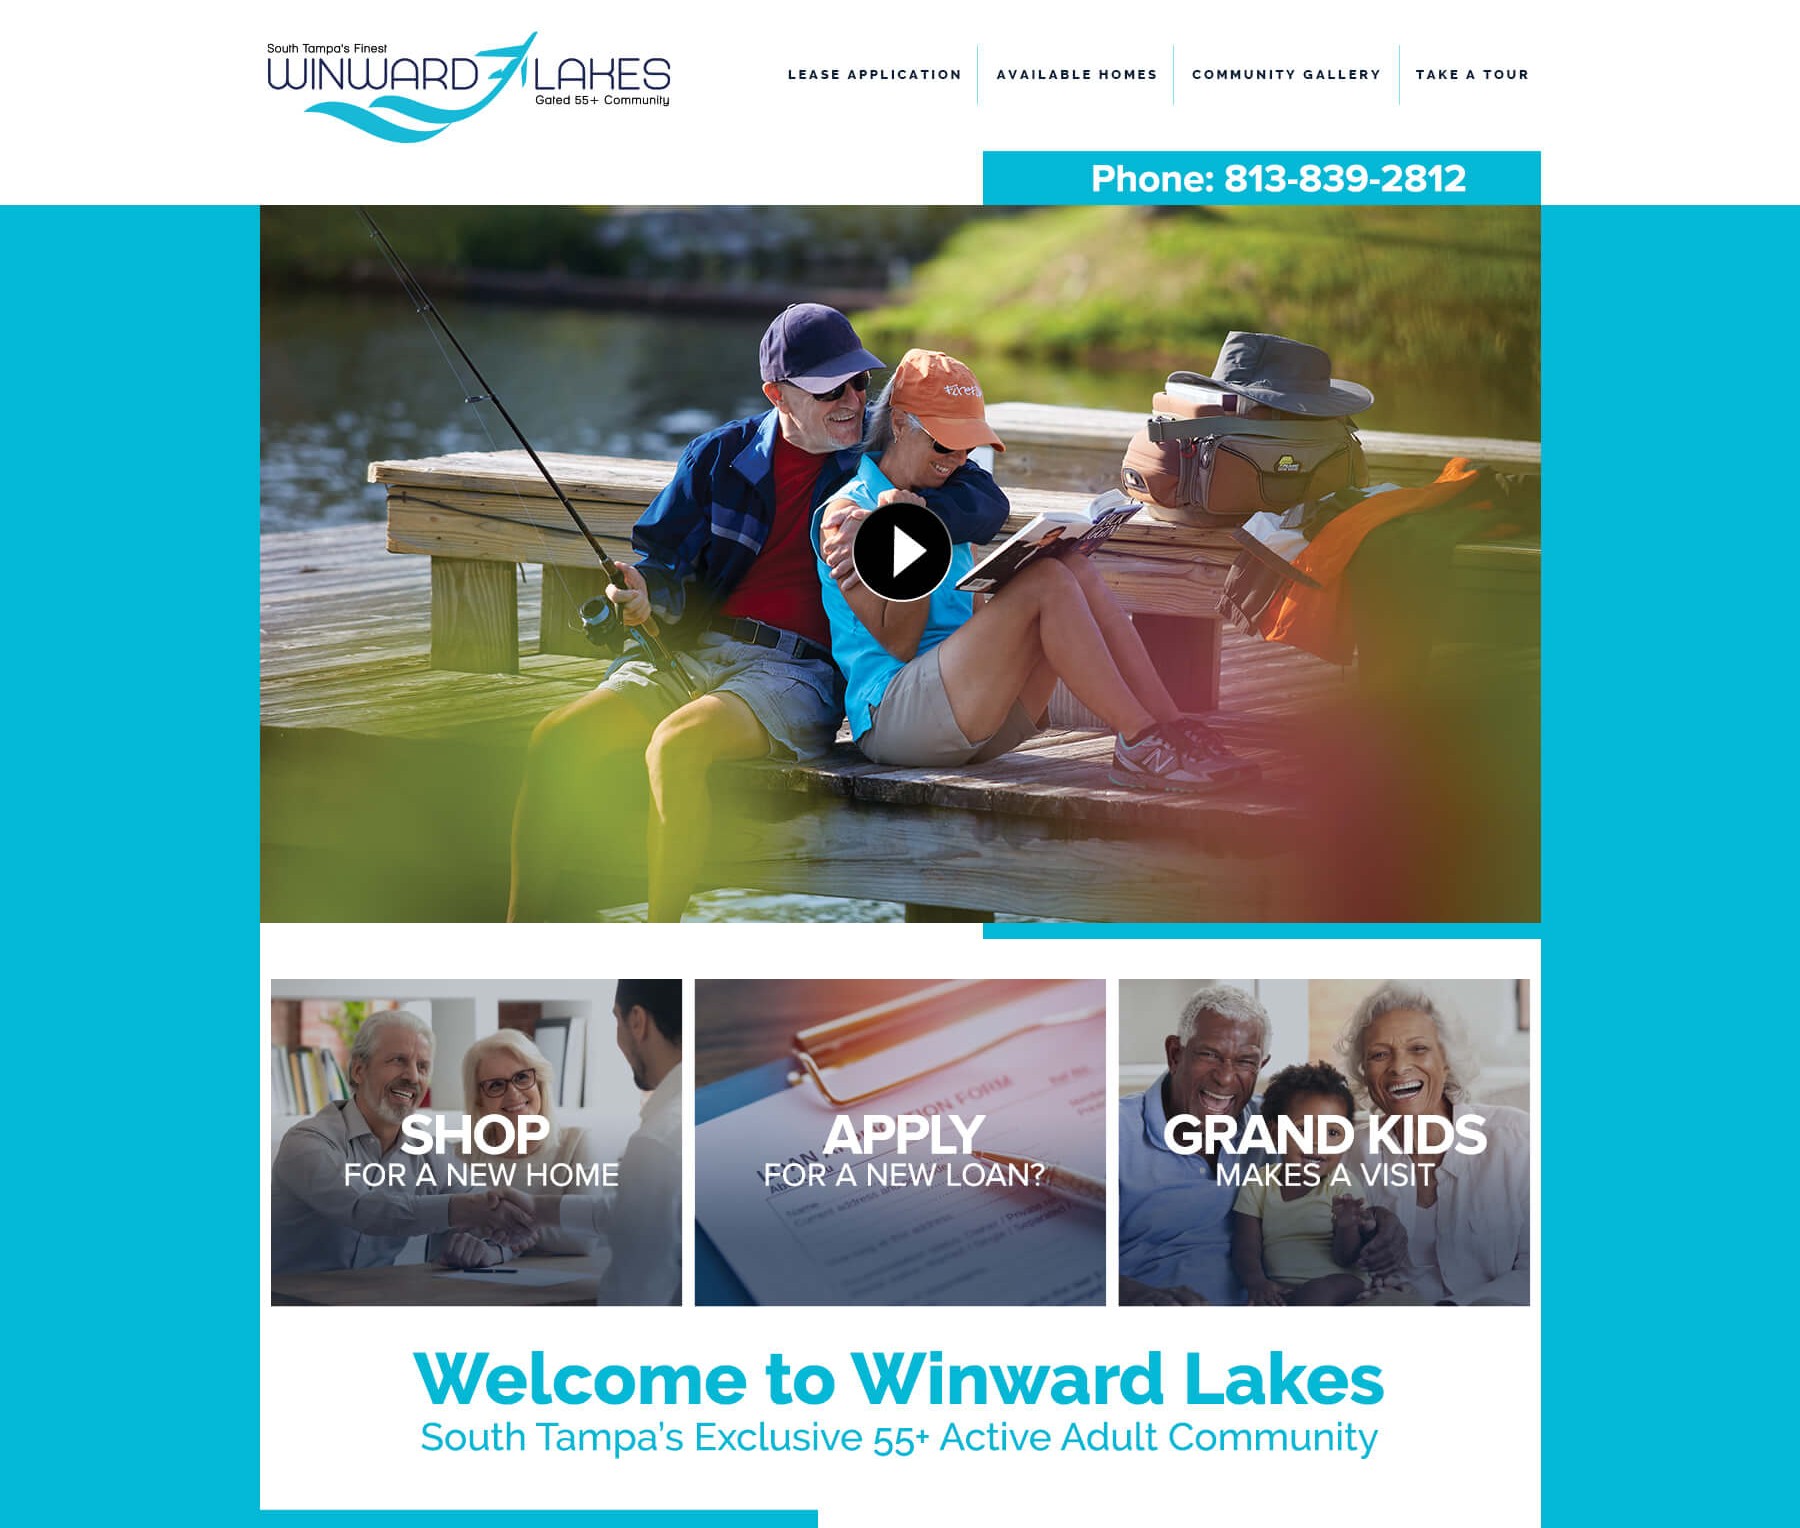 South Tampa's Finest
WINWARD LAKES
Gated 55+ Community
LEASE APPLICATION
AVAILABLE HOMES
COMMUNITY GALLERY
TAKE A TOUR
Phone: 813-839-2812
SHOP
FOR A NEW HOME
APPLY
FOR A NEW LOAN?
GRAND KIDS
MAKES A VISIT
Welcome to Winward Lakes
South Tampa’s Exclusive 55+ Active Adult Community